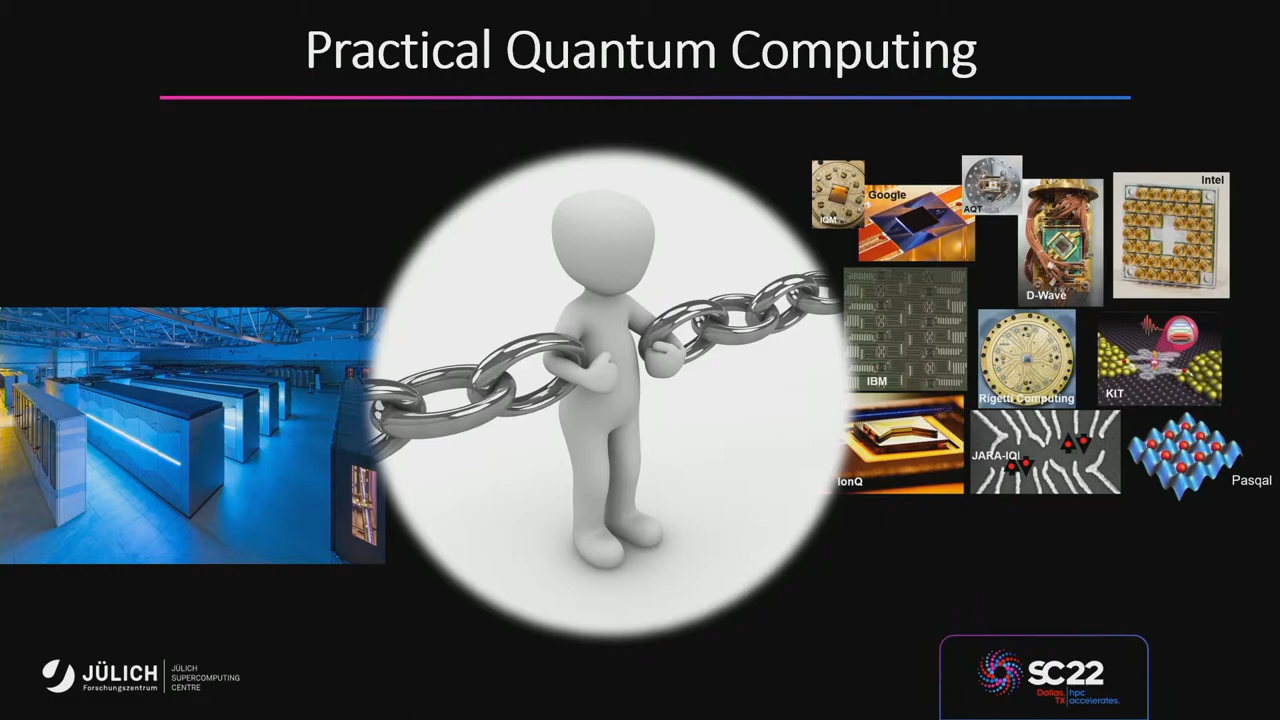 Practical Quantum Computing
IQM
Google
AQT
D-Wave
Intel
IBM
Rigetti Computing
KIT
IonQ
JARA-IQI
Pasqal
JÜLICH
Forschungszentrum
JÜLICH
SUPERCOMPUTING
CENTRE
SC22
Dallas,
TX
hpc
accelerates.